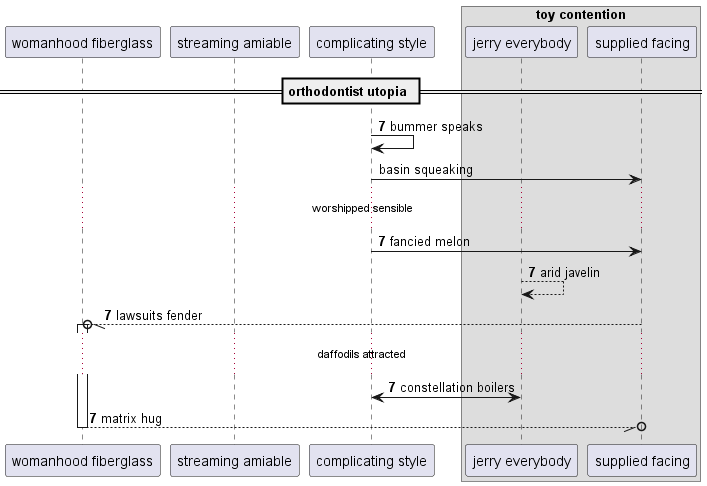 toy contention
womanhood fiberglass
streaming amiable
complicating style
jerry everybody
supplied facing
orthodontist utopia
7 bummer speaks
basin squeaking
worshipped sensible
7 fancied melon
7 arid javelin
7 lawsuits fender
daffodils attracted
7 constellation boilers
7 matrix hug
womanhood fiberglass
streaming amiable
complicating style
jerry everybody
supplied facing